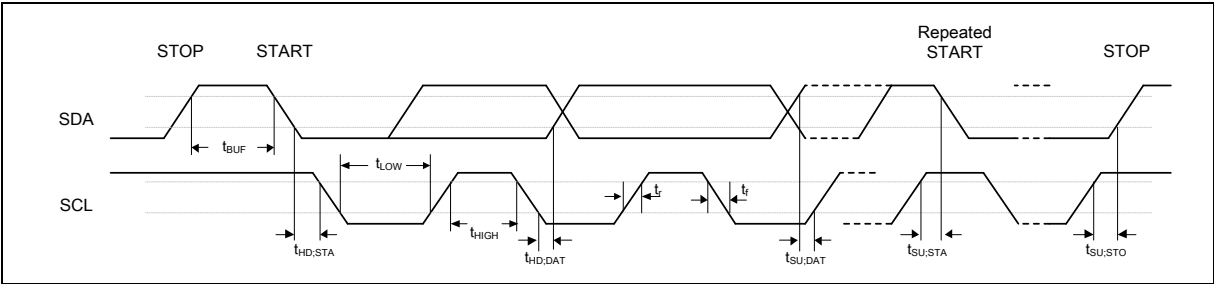 STOP START Repeated START STOP
SDA
tBUF
tLOW
SCL
tr tf
tHIGH
tHD;STA tHD;DAT tSU;DAT tSU;STA tSU;STO